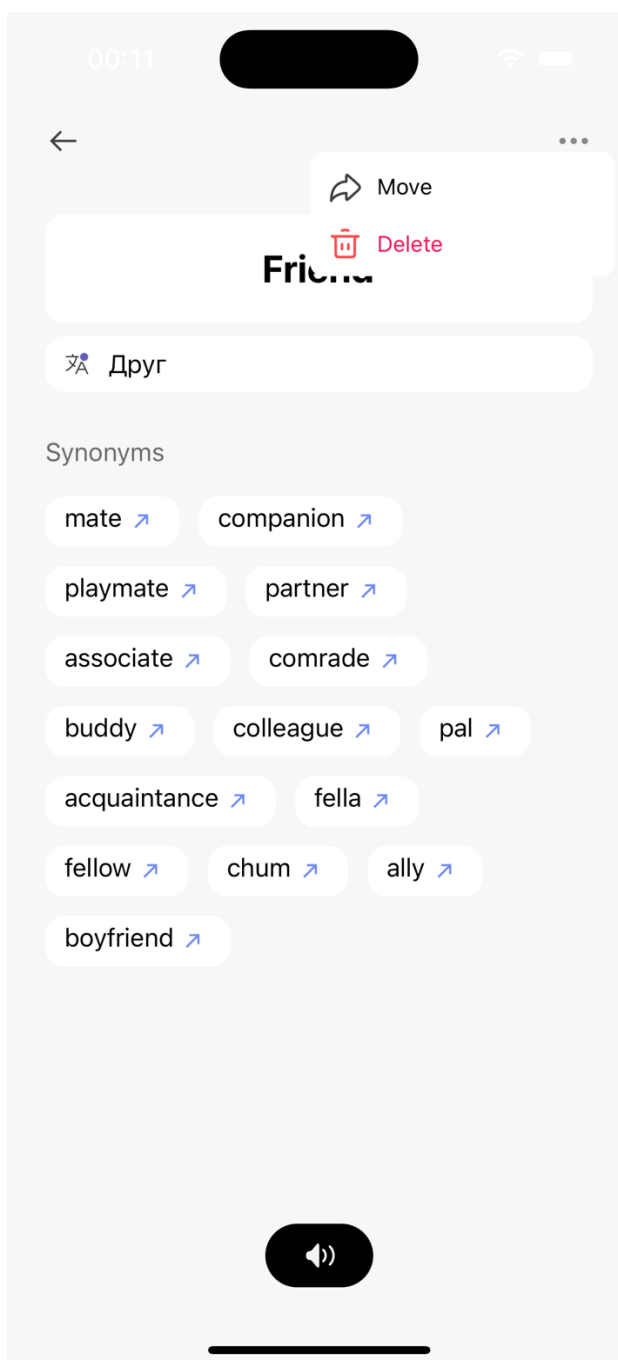 00:11
Move
Delete
Friend
Друг
Synonyms
mate companion
playmate partner
associate comrade
buddy colleague pal
acquaintance fella
fellow chum ally
boyfriend